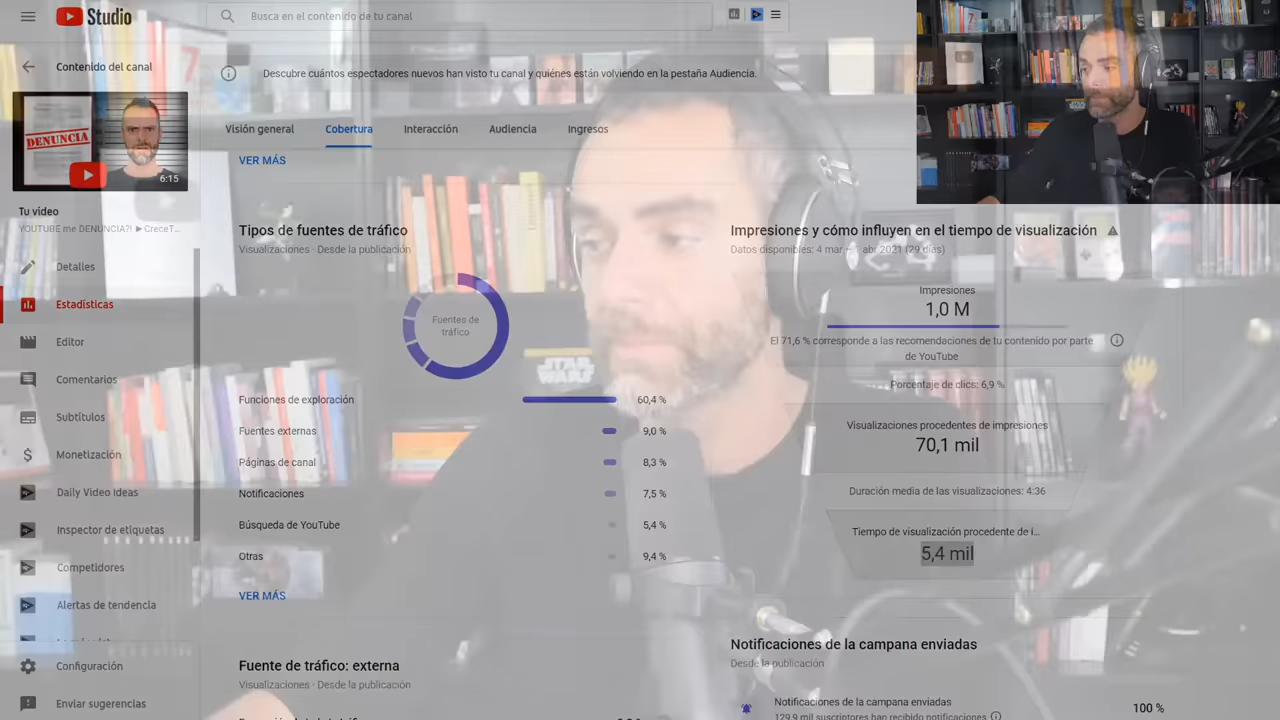 Studio
Busca en el contenido de tu canal
Contenido del canal
Descubre cuántos espectadores nuevos han visto tu canal y quiénes están volviendo en la pestaña Audiencia.
DENUNCIA
6:15
Visión general
Cobertura
Interacción
Audiencia
Ingresos
VER MÁS
Tu vídeo
YOUTUBE me DENUNCIA?! ►CreceT...
Detalles
Estadísticas
Editor
Comentarios
Subtítulos
Monetización
Daily Video Ideas
Inspector de etiquetas
Competidores
Alertas de tendencia
Configuración
Enviar sugerencias
Tipos de fuentes de tráfico
Visualizaciones · Desde la publicación
Fuentes de
tráfico
Funciones de exploración 60,4 %
Fuentes externas 9,0 %
Páginas de canal 8,3 %
Notificaciones 7,5 %
Búsqueda de YouTube 5,4 %
Otras 9,4 %
VER MÁS
Fuente de tráfico: externa
Visualizaciones · Desde la publicación
Impresiones y cómo influyen en el tiempo de visualización
Datos disponibles: 4 mar – 1 abr 2021 (29 días)
Impresiones
1,0 M
El 71,6 % corresponde a las recomendaciones de tu contenido por parte
de YouTube
Porcentaje de clics: 6,9 %
Visualizaciones procedentes de impresiones
70,1 mil
Duración media de las visualizaciones: 4:36
Tiempo de visualización procedente de i...
5,4 mil
Notificaciones de la campana enviadas
Desde la publicación
Notificaciones de la campana enviadas
129,9 mil suscriptores han recibido notificaciones
100 %
STAR
WARS